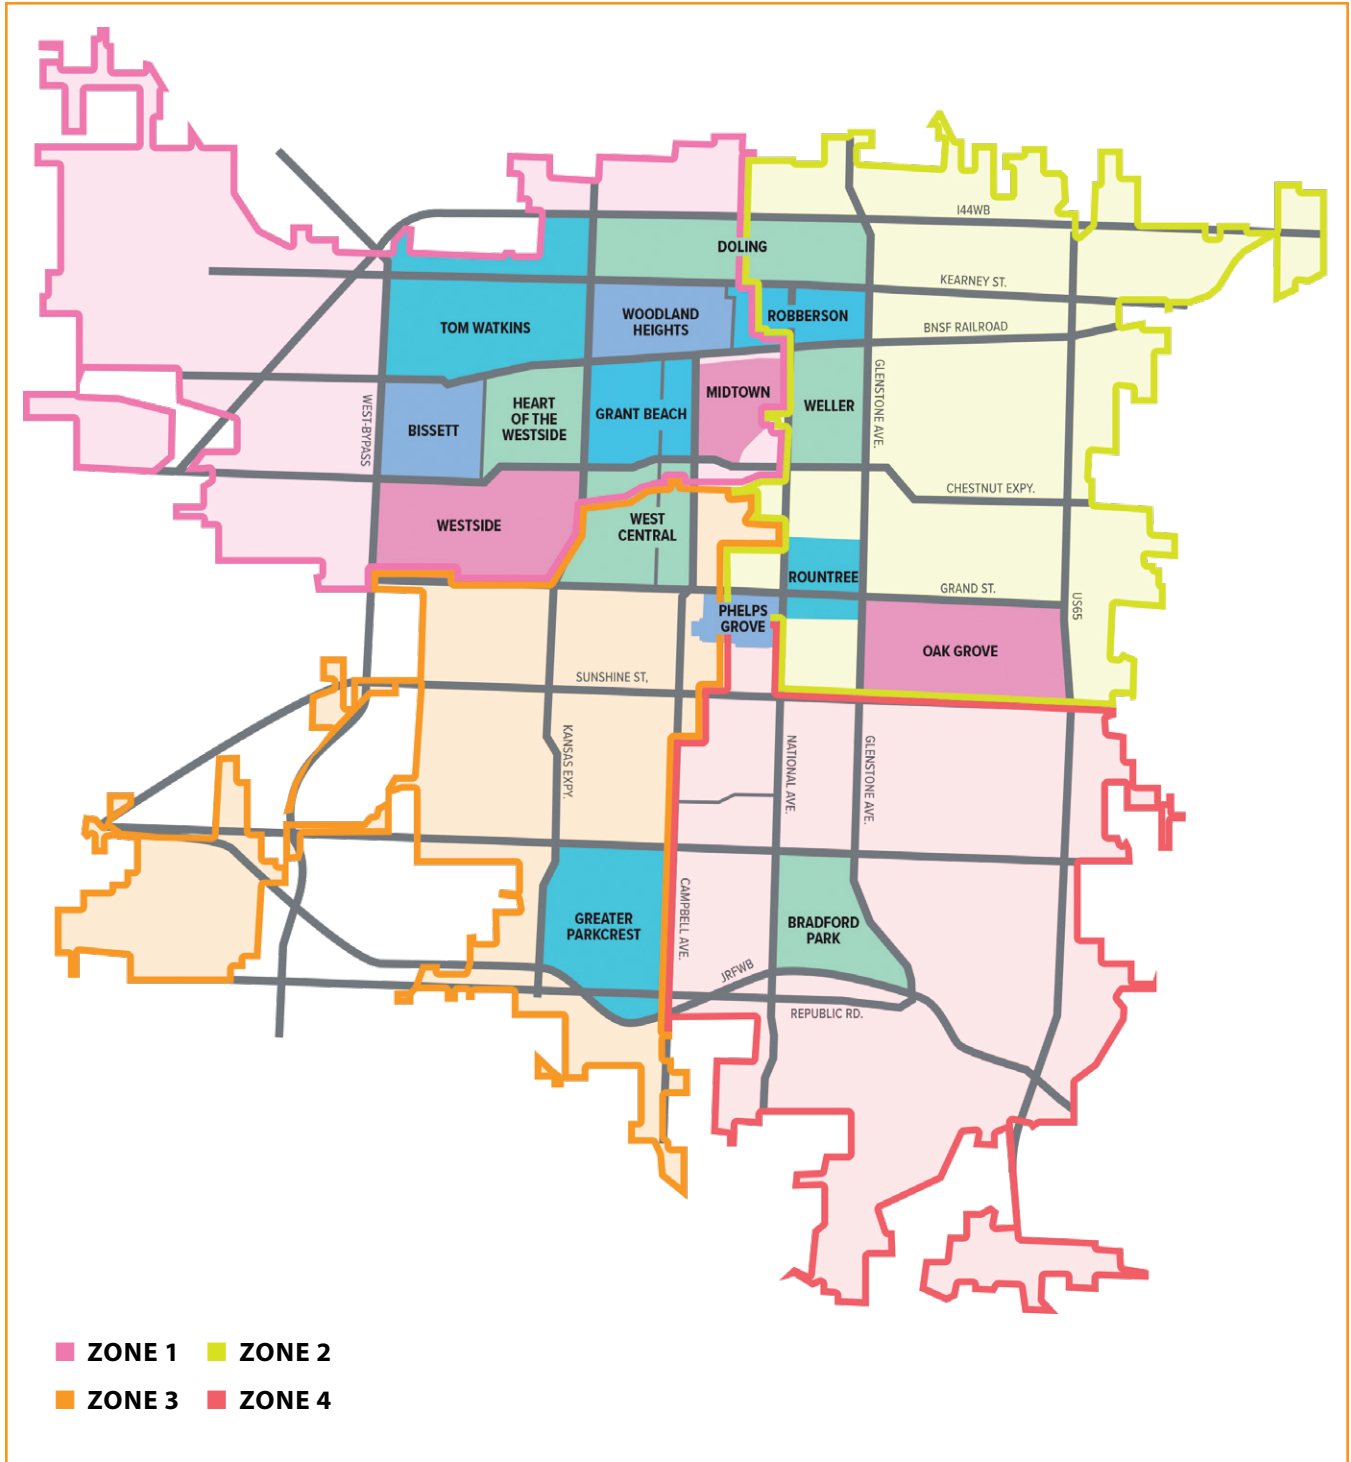 I44WB
DOLING
KEARNEY ST.
TOM WATKINS
WOODLAND
HEIGHTS
ROBBERSON
BNSF RAILROAD
WEST-BYPASS
BISSETT
HEART
OF THE
WESTSIDE
GRANT BEACH
MIDTOWN
WELLER
GLENSTONE AVE.
CHESTNUT EXPY.
WESTSIDE
WEST
CENTRAL
ROUNTREE
GRAND ST.
US65
PHELPS
GROVE
OAK GROVE
SUNSHINE ST,
KANSAS EXPY.
NATIONAL AVE.
GLENSTONE AVE.
GREATER
PARKCREST
CAMPBELL AVE.
BRADFORD
PARK
JRFWB
REPUBLIC RD.
ZONE 1
ZONE 2
ZONE 3
ZONE 4